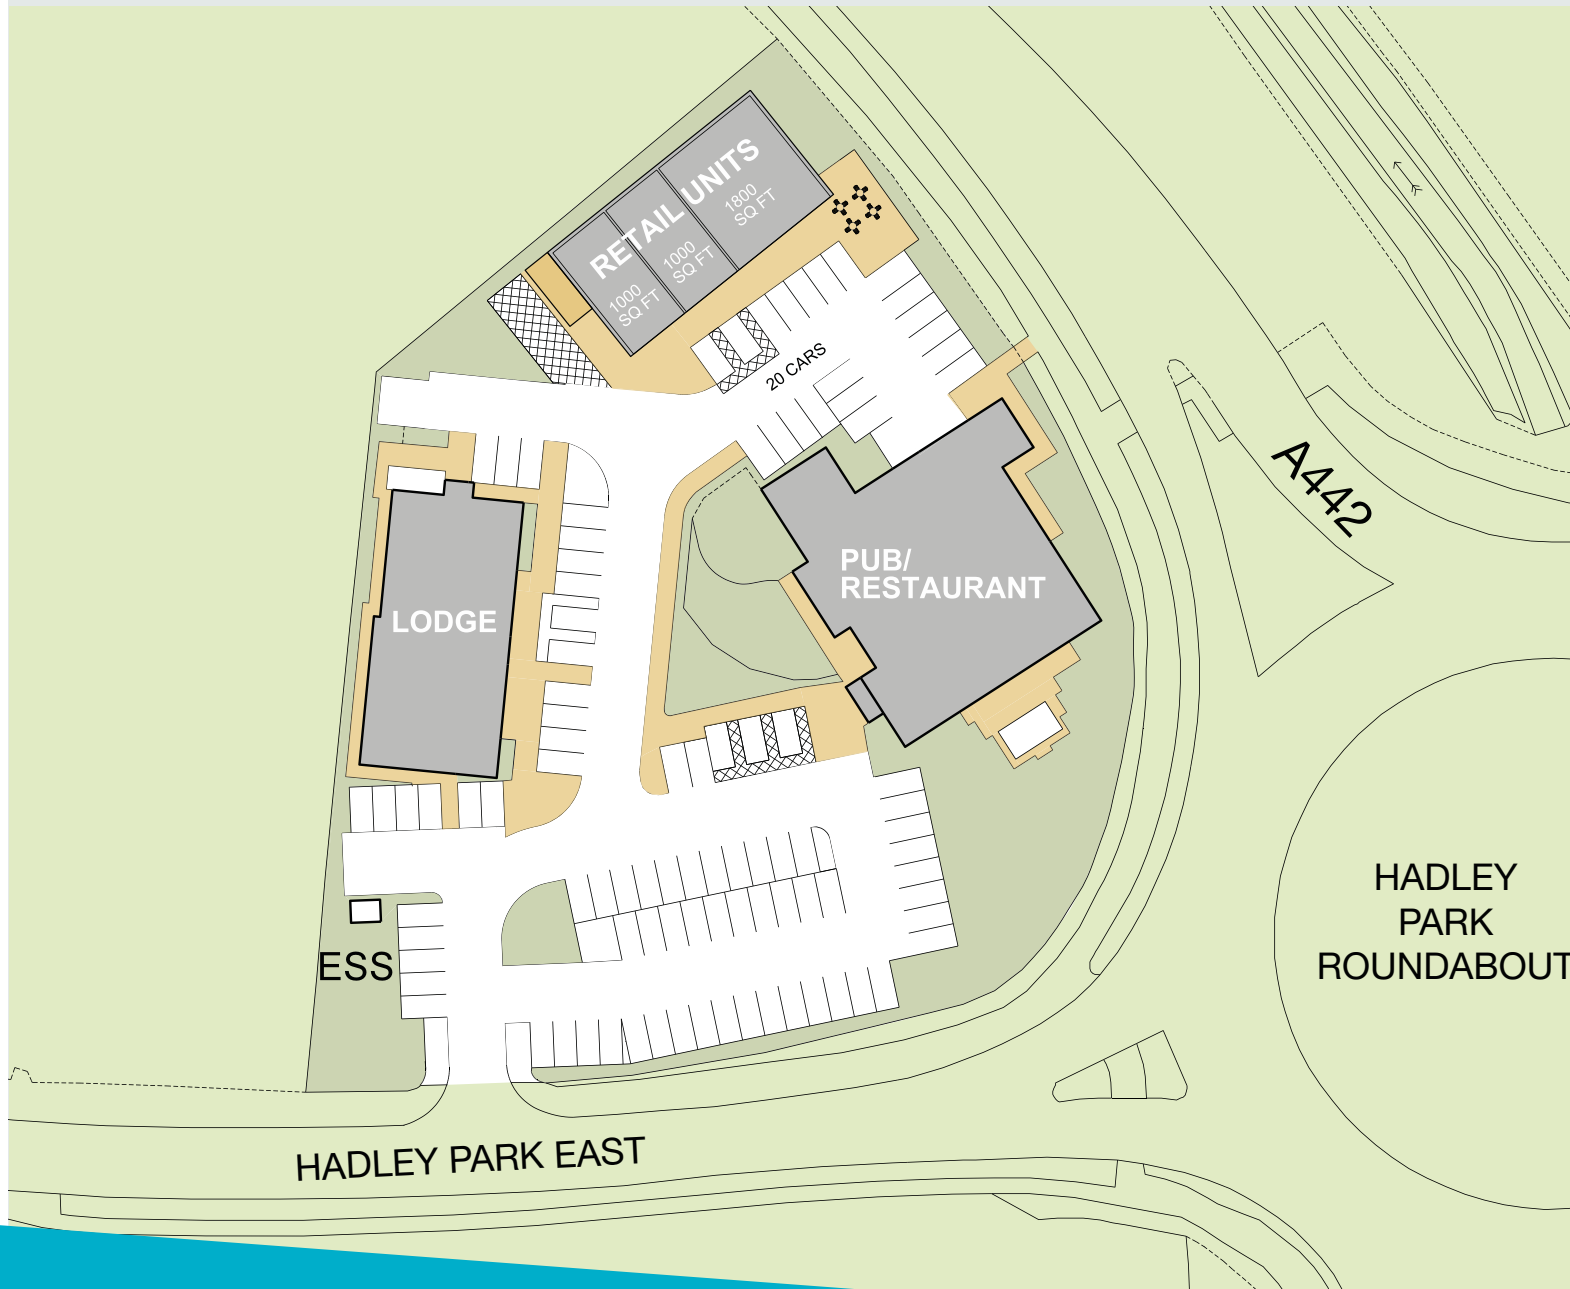 RETAIL UNITS
1000
SQ FT
1000
SQ FT
1800
SQ FT
20 CARS
A442
PUB/
RESTAURANT
LODGE
HADLEY
PARK
ROUNDABOUT
ESS
HADLEY PARK EAST